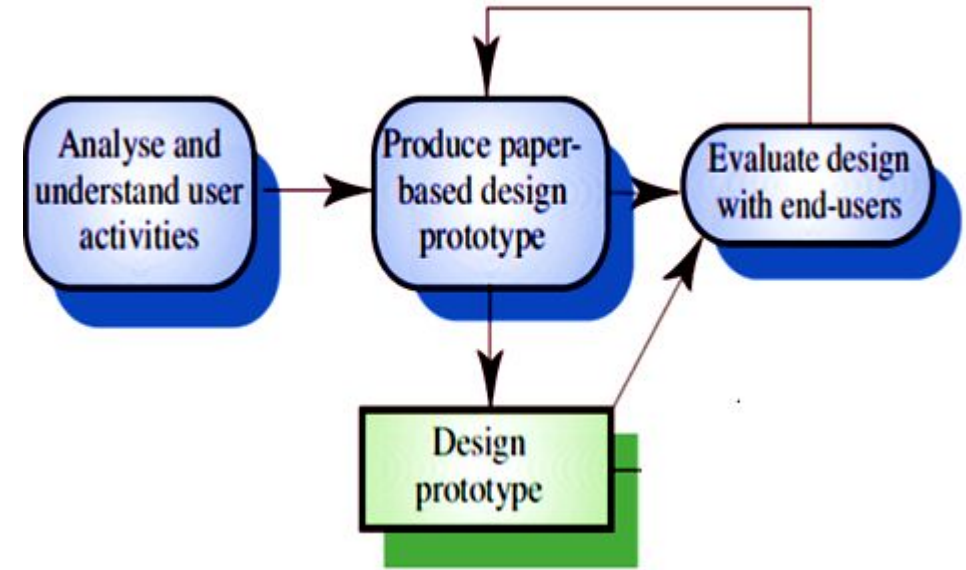 Analyse and
understand user
activities
Produce paper-
based design
prototype
Evaluate design
with end-users
Design
prototype